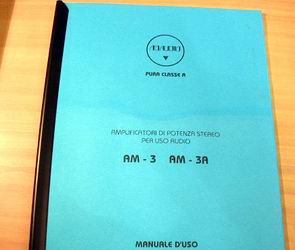 PURA CLASSE A
AMPLIFICATORI DI POTENZA STEREO
PER USO AUDIO
AM - 3 AM - 3A
MANUALE D'USO